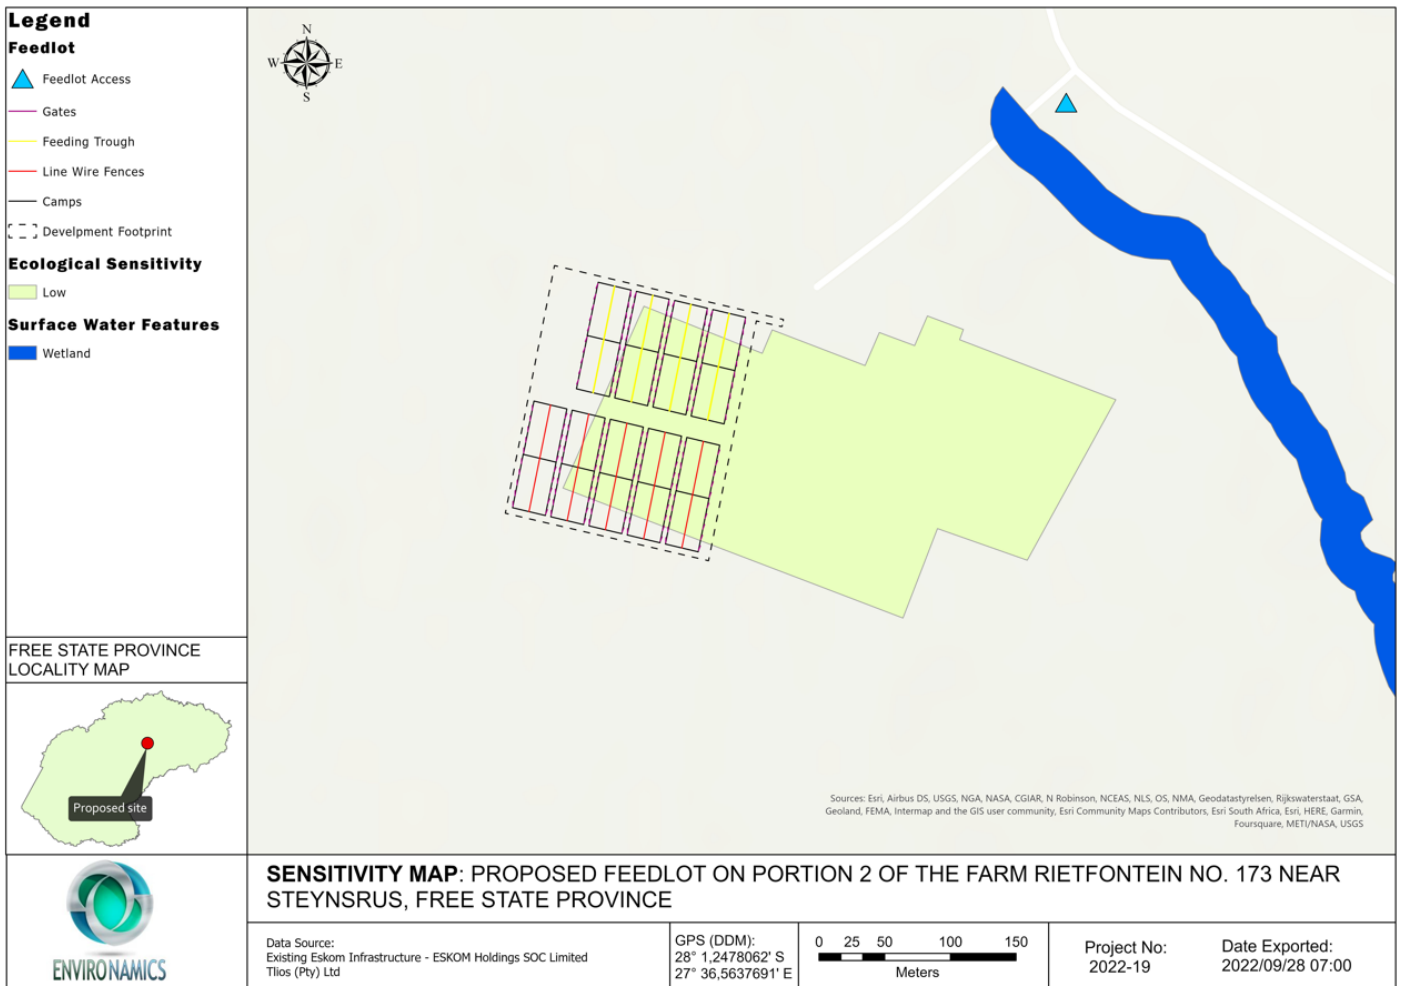 Legend
Feedlot
Feedlot Access
Gates
Feeding Trough
Line Wire Fences
Camps
Develpment Footprint
Ecological Sensitivity
Low
Surface Water Features
Wetland
N
W E
S
FREE STATE PROVINCE
LOCALITY MAP
Proposed site
Sources: Esri, Airbus DS, USGS, NGA, NASA, CGIAR, N Robinson, NCEAS, NLS, OS, NMA, Geodatastyrelsen, Rijkswaterstaat, GSA,
Geoland, FEMA, Intermap and the GIS user community, Esri Community Maps Contributors, Esri South Africa, Esri, HERE, Garmin,
Foursquare, METI/NASA, USGS
ENVIRONAMICS
SENSITIVITY MAP: PROPOSED FEEDLOT ON PORTION 2 OF THE FARM RIETFONTEIN NO. 173 NEAR
STEYNSRUS, FREE STATE PROVINCE
Data Source:
Existing Eskom Infrastructure - ESKOM Holdings SOC Limited
Tlios (Pty) Ltd
GPS (DDM):
28° 1,2478062' S
27° 36,5637691' E
0 25 50 100 150
Meters
Project No:
2022-19
Date Exported:
2022/09/28 07:00